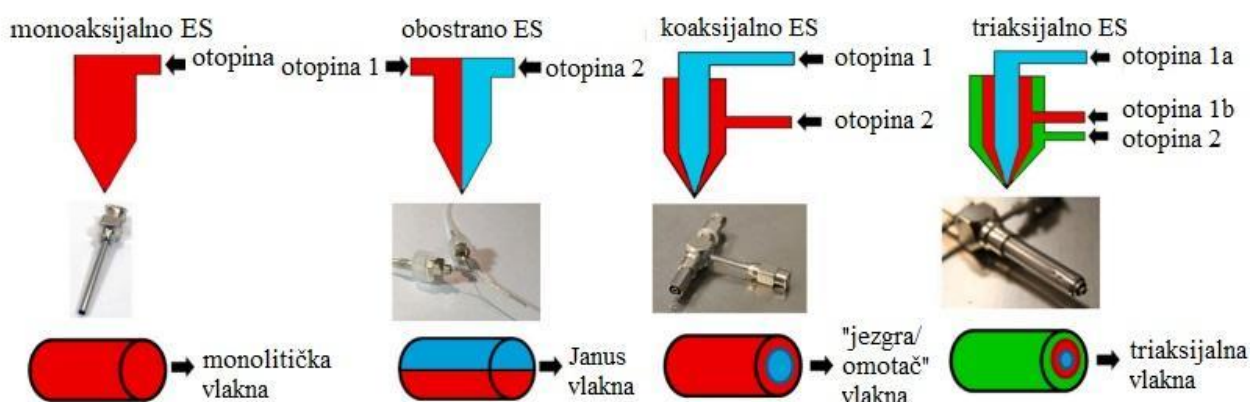 monoaksijalno ES
otopina
obostrano ES
otopina 1
otopina 2
koaksijalno ES
otopina 1
otopina 2
triaksijalno ES
otopina 1a
otopina 1b
otopina 2
monolitička
vlakna
Janus
vlakna
"jezgra/
omotač"
vlakna
triaksijalna
vlakna